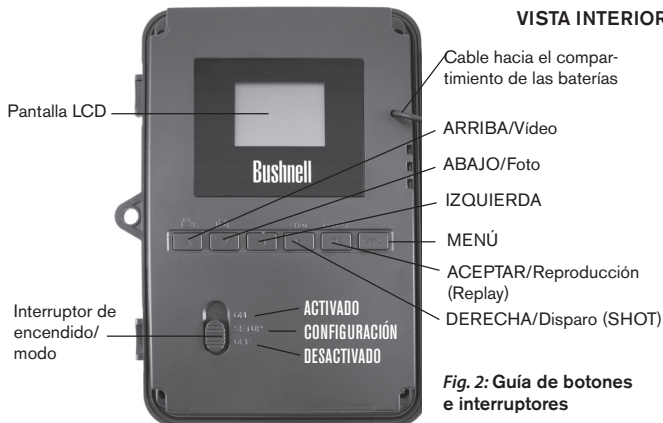 VISTA INTERIOR
Cable hacia el compar-
timiento de las baterías
Pantalla LCD
ARRIBA/Vídeo
ABAJO/Foto
Bushnell
IZQUIERDA
MENÚ
ACEPTAR/Reproducción
(Replay)
DERECHA/Disparo (SHOT)
Interruptor de
encendido/
modo
ON
ACTIVADO
SETUP
CONFIGURACIÓN
OFF
DESACTIVADO
Fig. 2: Guía de botones
e interruptores